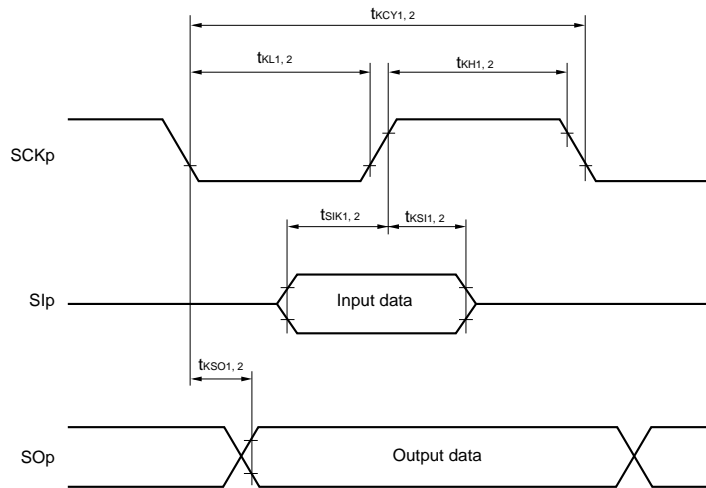 tKCY1, 2
tKL1, 2
tKH1, 2
SCKp
tSIK1, 2
tKSI1, 2
SIp
Input data
tKSO1, 2
SOp
Output data